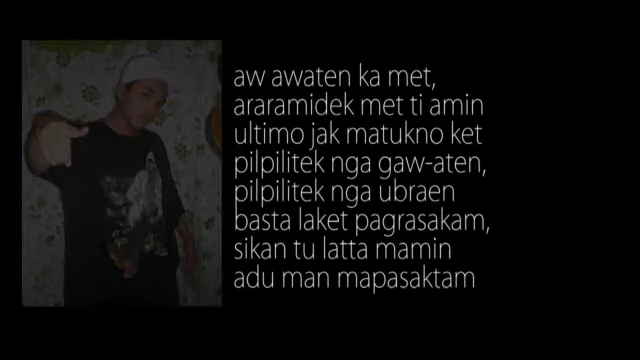 aw awaten ka met,
araramidek met ti amin
ultimo jak matukno ket
pilpilitek nga gaw-aten,
pilpilitek nga ubraen
basta laket pagrasakam,
sikan tu latta mamin
adu man mapasaktam